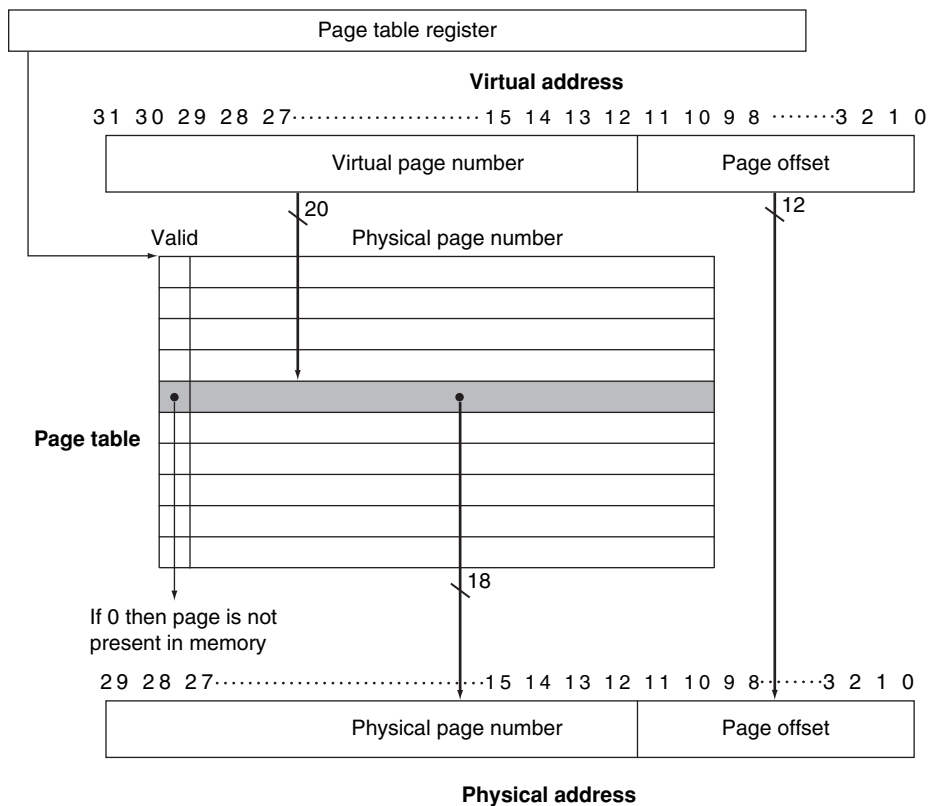 Page table register
Virtual address
31 30 29 28 27·····················15 14 13 12 11 10 9 8 ········3 2 1 0
Virtual page number
Page offset
20
12
Valid
Physical page number
Page table
18
If 0 then page is not
present in memory
29 28 27·····························15 14 13 12 11 10 9 8········3 2 1 0
Physical page number
Page offset
Physical address